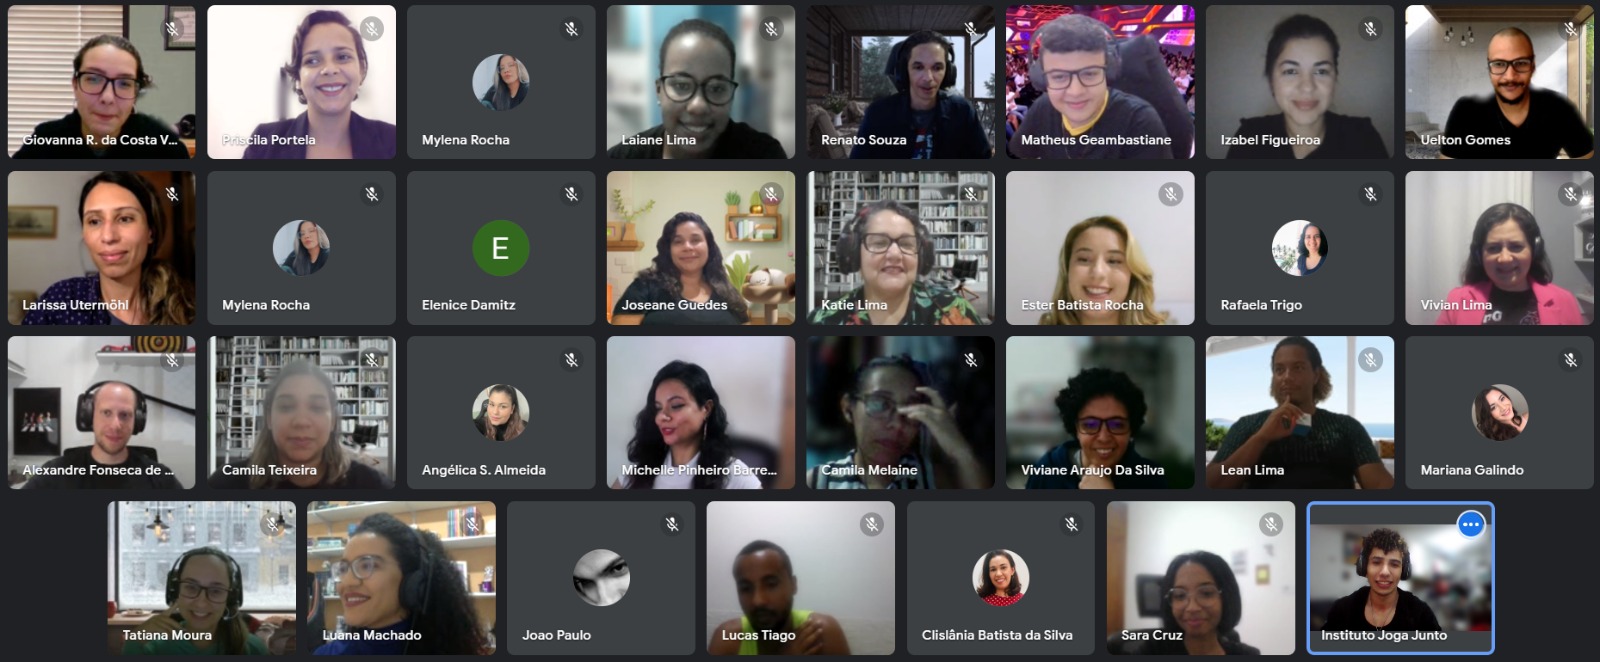 Giovanna R. da Costa V...
Priscila Portela
Mylena Rocha
Laiane Lima
Renato Souza
Matheus Geambastiane
Izabel Figueiroa
Uelton Gomes
Larissa Utermöhl
Mylena Rocha
E
Elenice Damitz
Joseane Guedes
Katie Lima
Ester Batista Rocha
Rafaela Trigo
Vivian Lima
Alexandre Fonseca de ...
Camila Teixeira
Angélica S. Almeida
Michelle Pinheiro Barre...
Camila Melaine
Viviane Araujo Da Silva
Lean Lima
Mariana Galindo
Tatiana Moura
Luana Machado
Joao Paulo
Lucas Tiago
Clislânia Batista da Silva
Sara Cruz
Instituto Joga Junto